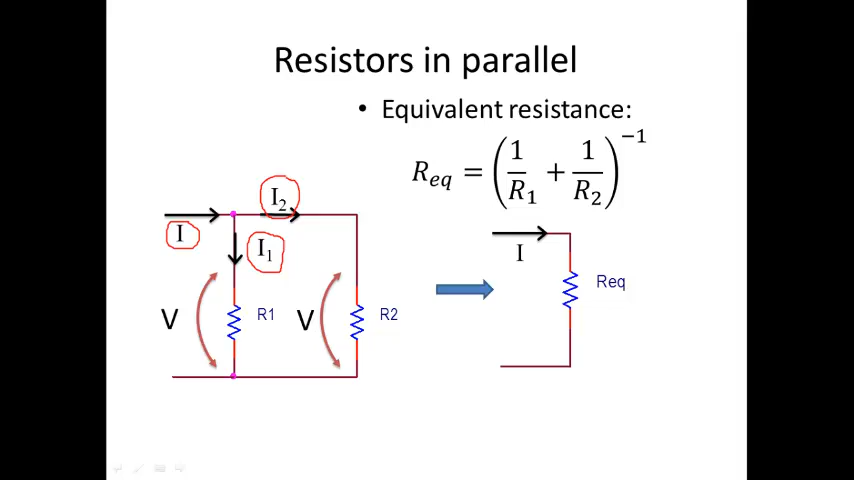 Resistors in parallel
• Equivalent resistance:
R_eq = (1/R_1 + 1/R_2)^−1
I_2
I
I_1
I
V
R1
V
R2
Req